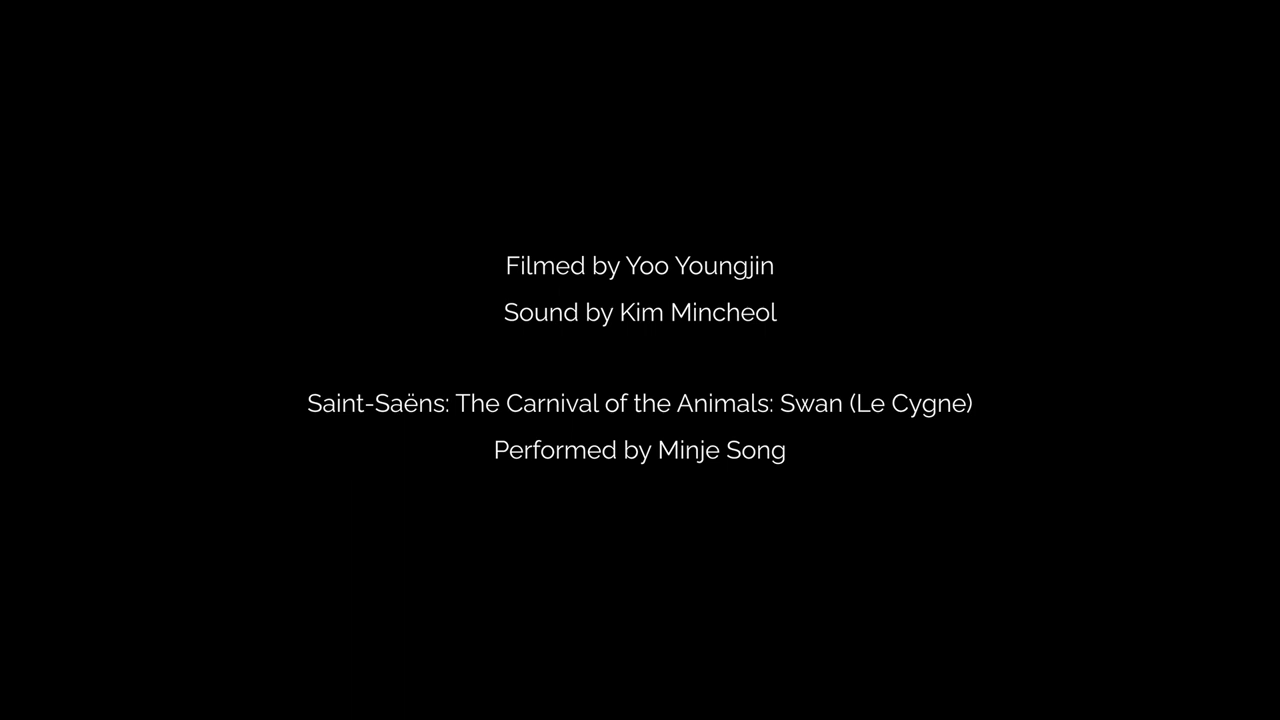 Filmed by Yoo Youngjin
Sound by Kim Mincheol
Saint-Saëns: The Carnival of the Animals: Swan (Le Cygne)
Performed by Minje Song